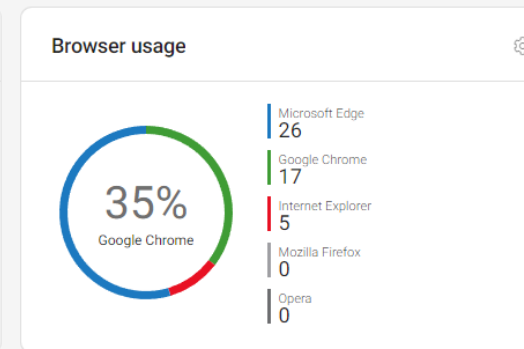 Browser usage
35%
Google Chrome
Microsoft Edge
26
Google Chrome
17
Internet Explorer
5
Mozilla Firefox
0
Opera
0